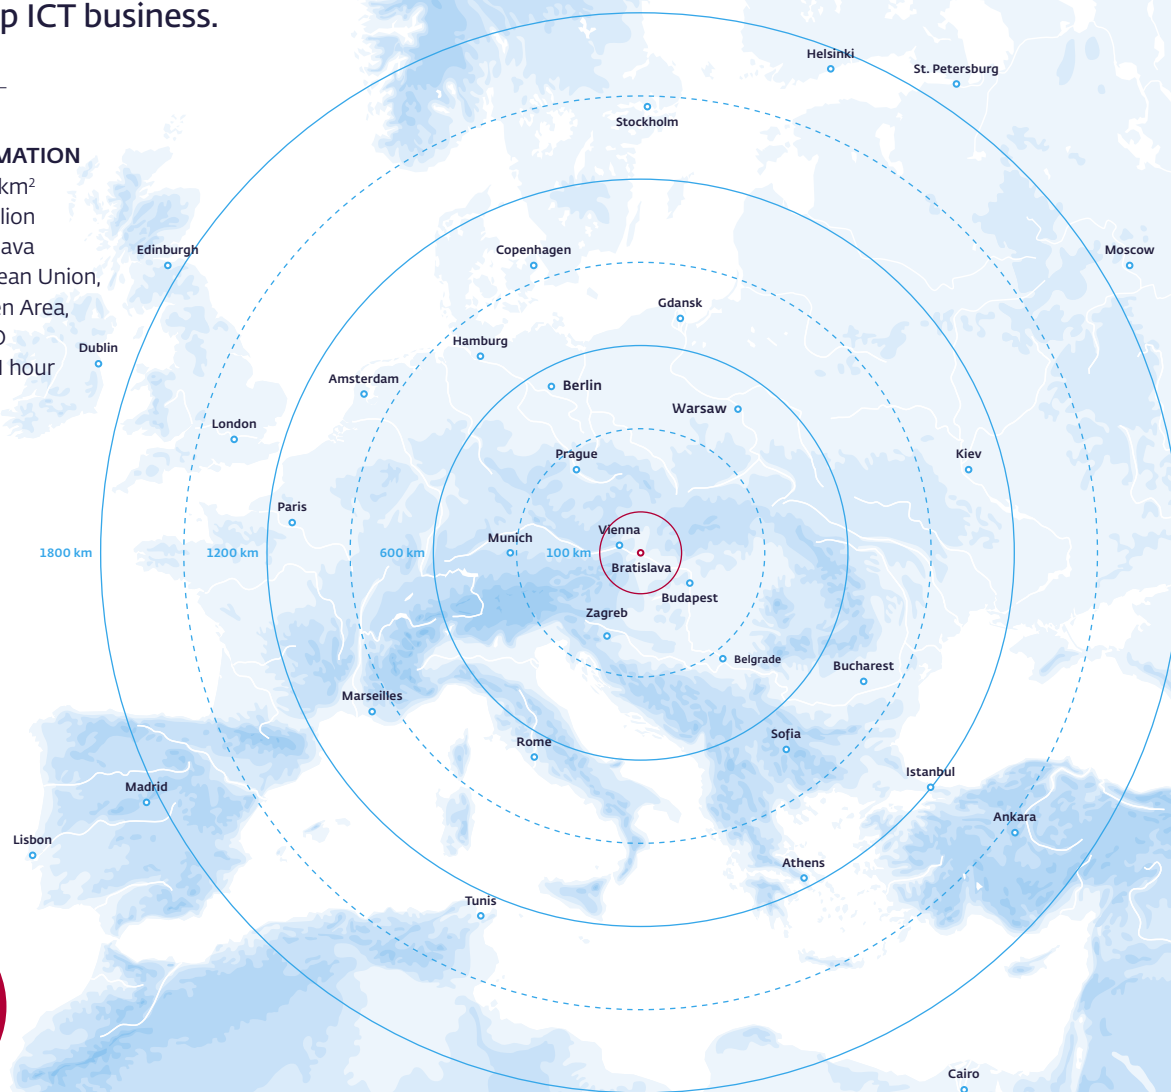 p ICT business.
MATION
km²
lion
ava
ean Union,
n Area,
D
1 hour
Helsinki
St. Petersburg
Stockholm
Edinburgh
Copenhagen
Moscow
Gdansk
Dublin
Hamburg
Amsterdam
Berlin
Warsaw
London
Prague
Kiev
Paris
Vienna
Munich
1800 km
1200 km
600 km
100 km
Bratislava
Budapest
Zagreb
Belgrade
Bucharest
Marseilles
Sofia
Rome
Istanbul
Madrid
Ankara
Lisbon
Athens
Tunis
Cairo